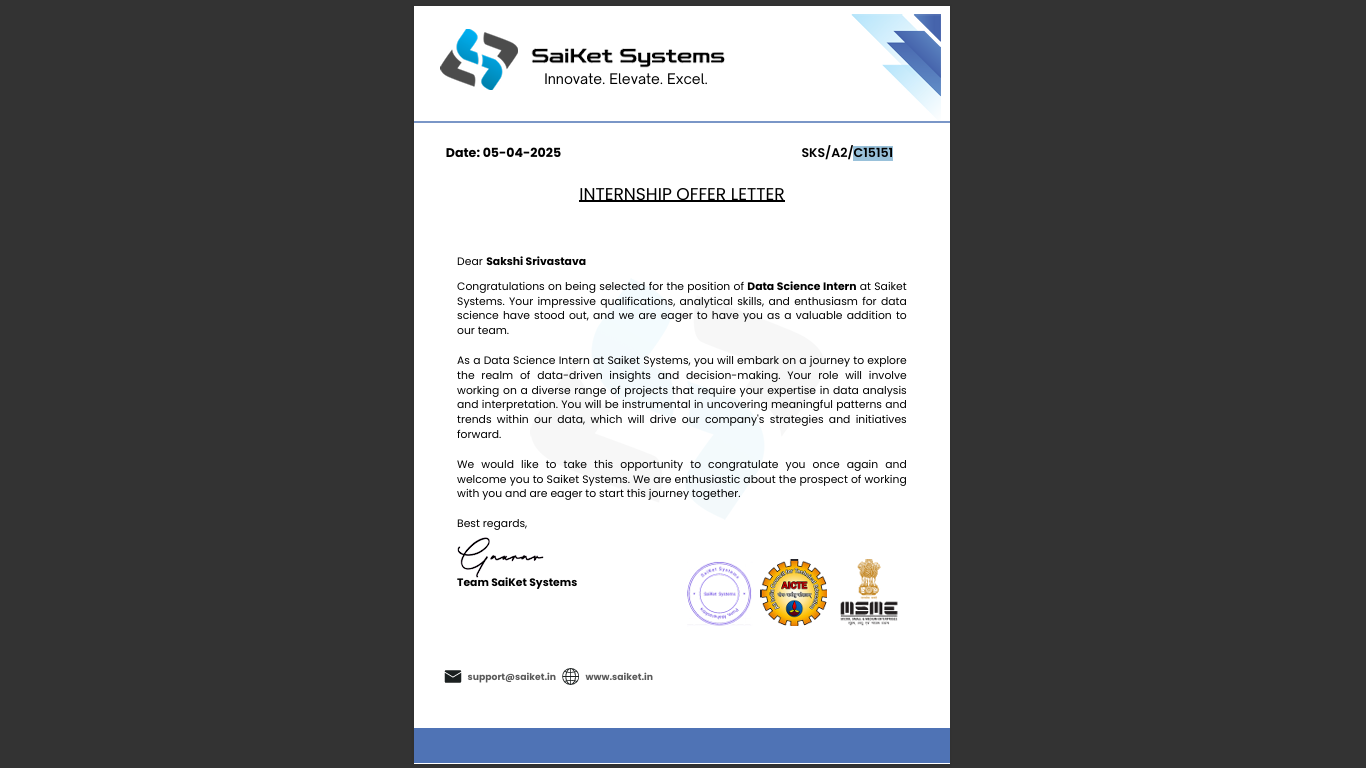 SaiKet Systems
Innovate. Elevate. Excel.
Date: 05-04-2025
SKS/A2/C15151
INTERNSHIP OFFER LETTER
Dear Sakshi Srivastava
Congratulations on being selected for the position of Data Science Intern at Saiket
Systems. Your impressive qualifications, analytical skills, and enthusiasm for data
science have stood out, and we are eager to have you as a valuable addition to
our team.
As a Data Science Intern at Saiket Systems, you will embark on a journey to explore
the realm of data-driven insights and decision-making. Your role will involve
working on a diverse range of projects that require your expertise in data analysis
and interpretation. You will be instrumental in uncovering meaningful patterns and
trends within our data, which will drive our company's strategies and initiatives
forward.
We would like to take this opportunity to congratulate you once again and
welcome you to Saiket Systems. We are enthusiastic about the prospect of working
with you and are eager to start this journey together.
Best regards,
Gaurav
Team SaiKet Systems
SaiKet Systems
SaiKet Systems
AICTE
MSME
MICRO, SMALL & MEDIUM ENTERPRISES
support@saiket.in
www.saiket.in